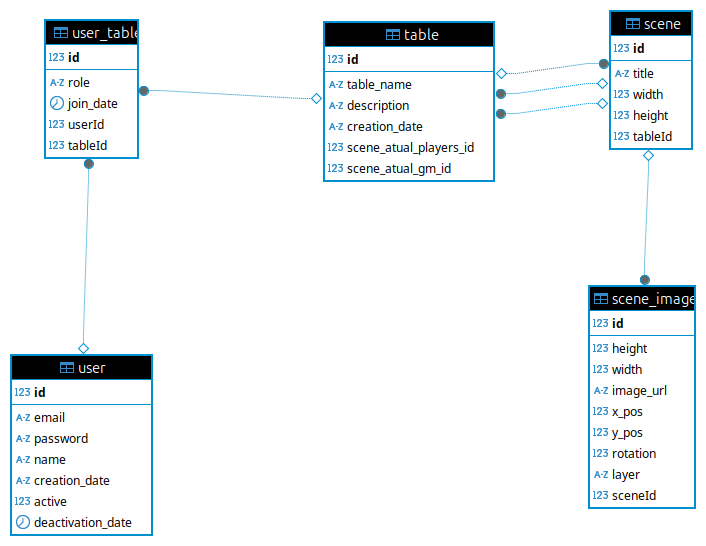 user_table
123 id
A-Z role
join_date
123 userId
123 tableId
table
123 id
A-Z table_name
A-Z description
A-Z creation_date
123 scene_atual_players_id
123 scene_atual_gm_id
scene
123 id
A-Z title
123 width
123 height
123 tableId
user
123 id
A-Z email
A-Z password
A-Z name
A-Z creation_date
123 active
deactivation_date
scene_image
123 id
123 height
123 width
A-Z image_url
123 x_pos
123 y_pos
123 rotation
A-Z layer
123 sceneId